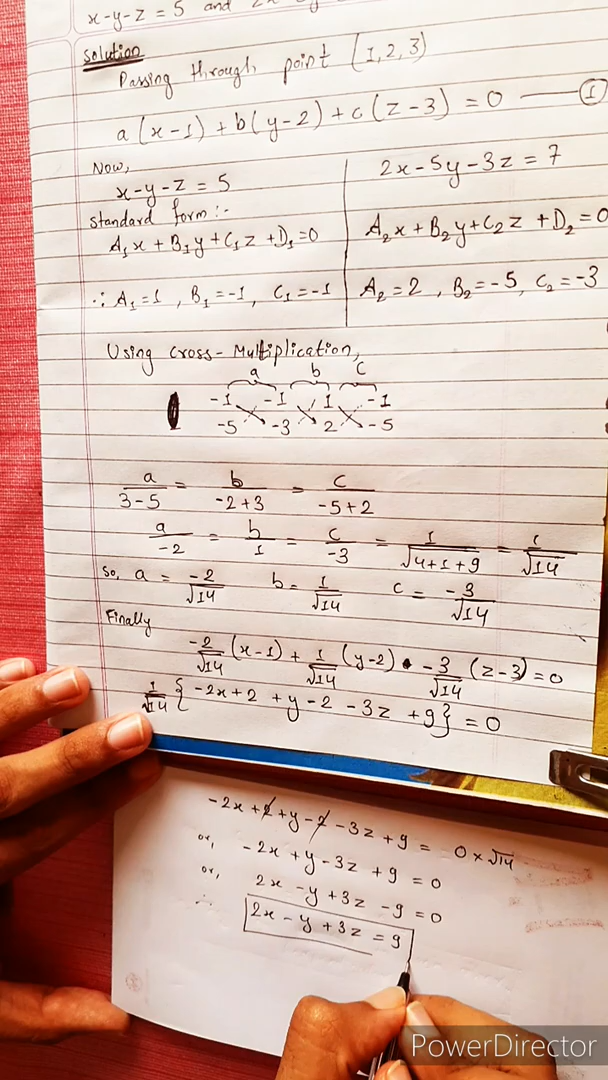 x-y-z = 5 and 2x
Solution
Passing through point (1,2,3)
a(x-1) + b(y-2) + c(z-3) = 0 —— ①
Now,
x-y-z = 5
Standard form:-
A₁x + B₁y + C₁z + D₁ = 0
∴ A₁=1 , B₁=-1, C₁=-1
2x-5y-3z = 7
A₂x + B₂y + C₂z + D₂ = 0
A₂=2 , B₂=-5, C₂=-3
Using Cross-Multiplication,
a b c
-1 -1 1 -1
-5 -3 2 -5
a/(3-5) = b/(-2+3) = c/(-5+2)
a/-2 = b/1 = c/-3 = 1/√(4+1+9) = 1/√14
So, a = -2/√14 b = 1/√14 c = -3/√14
Finally
-2/√14 (x-1) + 1/√14 (y-2) • -3/√14 (z-3) = 0
1/√14 { -2x+2 +y-2 -3z +9 } = 0
-2x+2+y-2-3z+9 = 0×√14
or, -2x+y-3z+9 = 0
or, 2x-y+3z-9 = 0
∴ 2x-y+3z = 9
PowerDirector